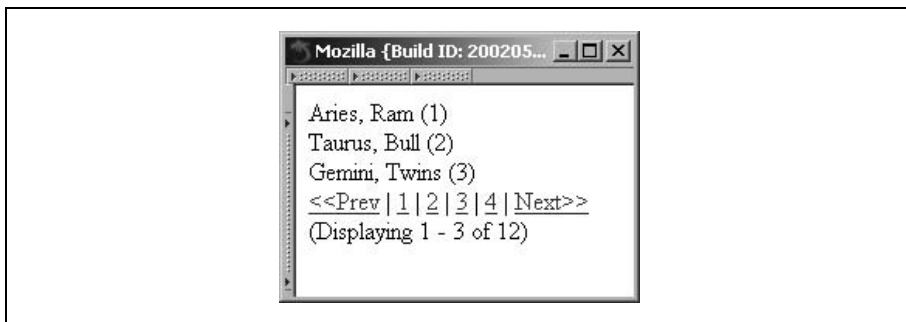 Mozilla {Build ID: 200205...
Aries, Ram (1)
Taurus, Bull (2)
Gemini, Twins (3)
<<Prev | 1 | 2 | 3 | 4 | Next>>
(Displaying 1 - 3 of 12)